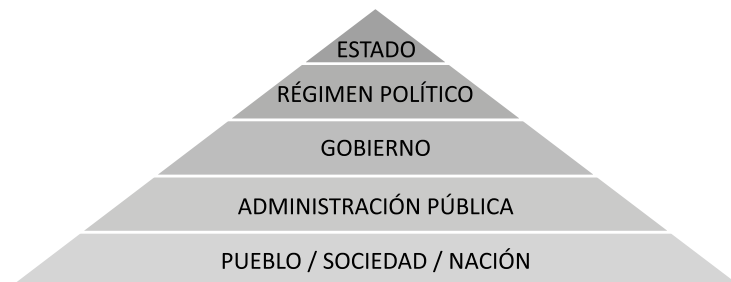 ESTADO
RÉGIMEN POLÍTICO
GOBIERNO
ADMINISTRACIÓN PÚBLICA
PUEBLO / SOCIEDAD / NACIÓN